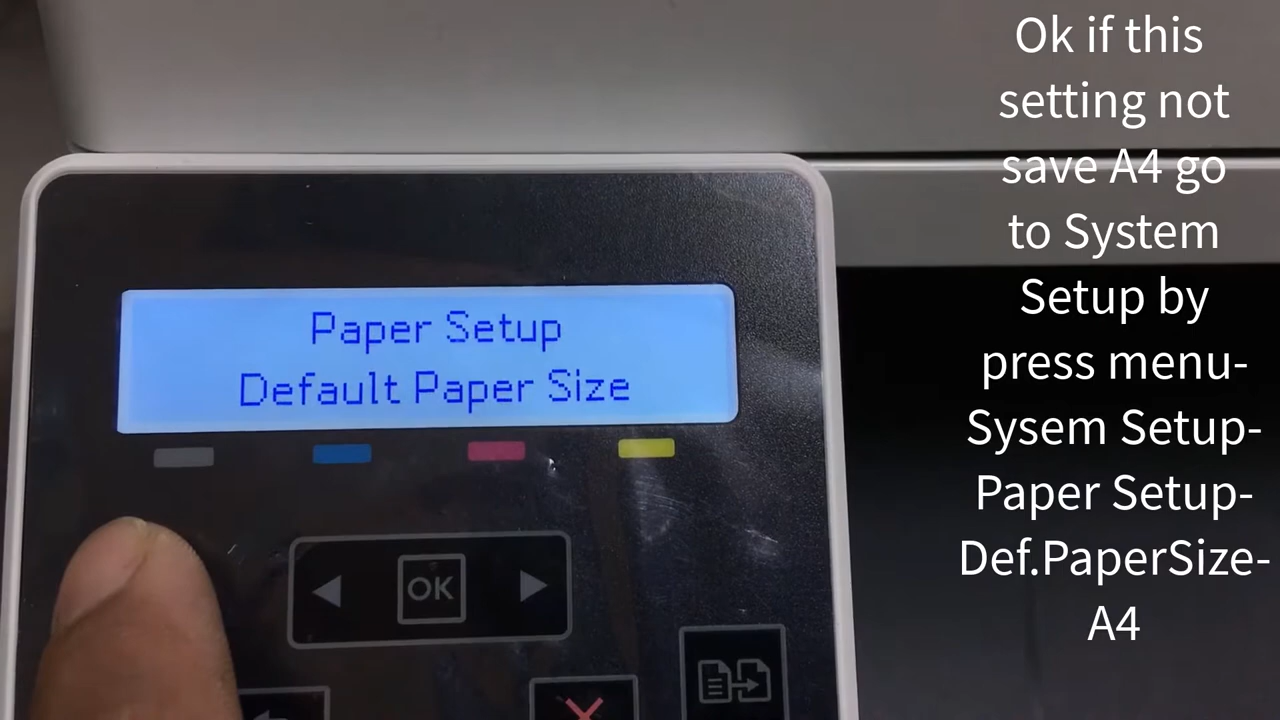 Paper Setup
Default Paper Size
OK
Ok if this
setting not
save A4 go
to System
Setup by
press menu-
Sysem Setup-
Paper Setup-
Def.PaperSize-
A4